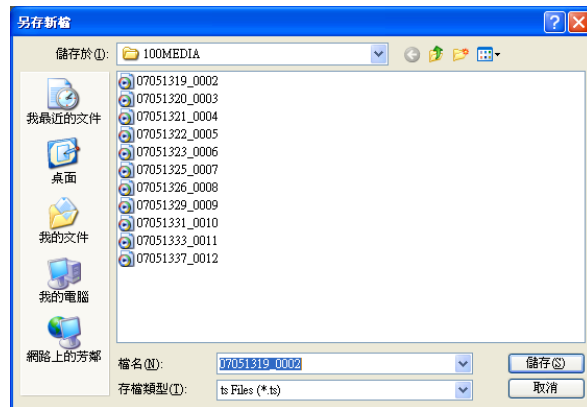 另存新檔
儲存於(I):
100MEDIA
我最近的文件
桌面
我的文件
我的電腦
網路上的芳鄰
07051319_0002
07051320_0003
07051321_0004
07051322_0005
07051323_0006
07051325_0007
07051326_0008
07051329_0009
07051331_0010
07051333_0011
07051337_0012
檔名(N):
07051319_0002
儲存(S)
存檔類型(T):
ts Files (*.ts)
取消